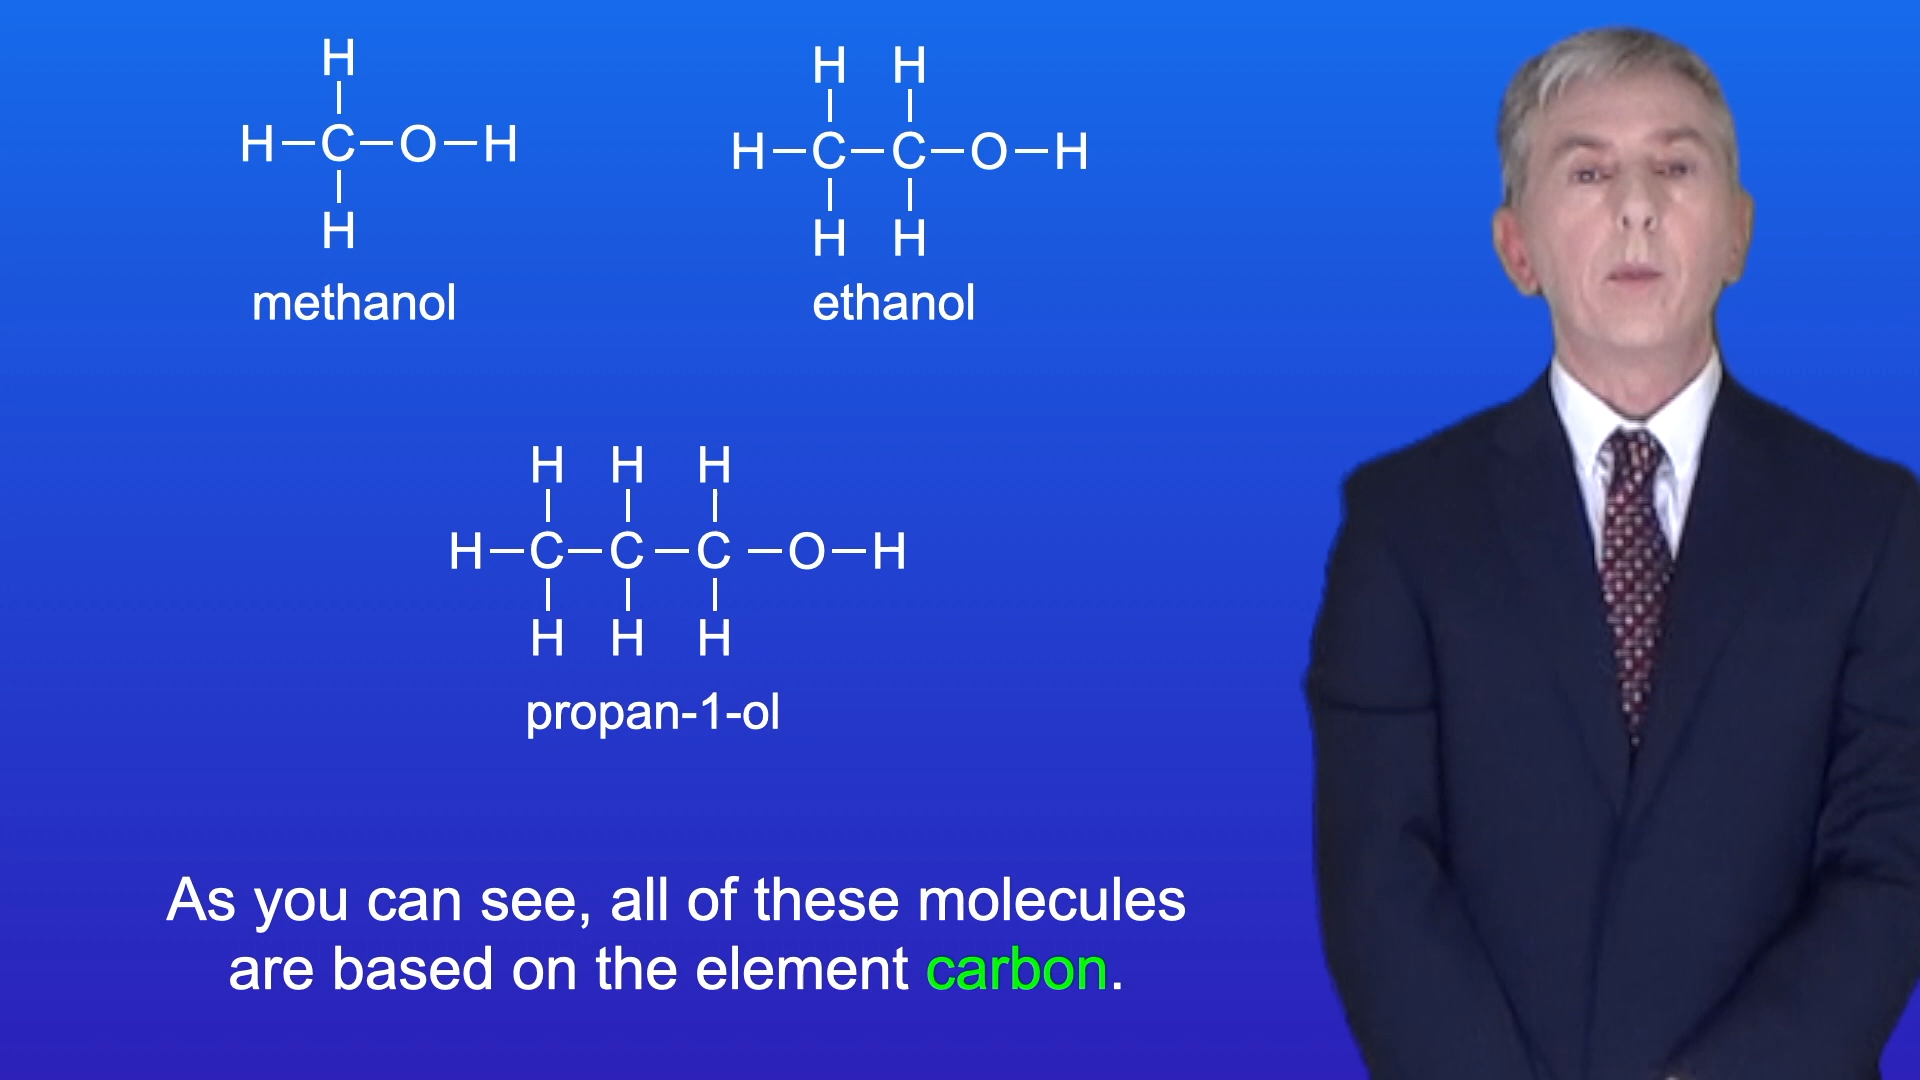 H
H—C—O—H
H
methanol
H H
H—C—C—O—H
H H
ethanol
H H H
H—C—C—C—O—H
H H H
propan-1-ol
As you can see, all of these molecules
are based on the element carbon.